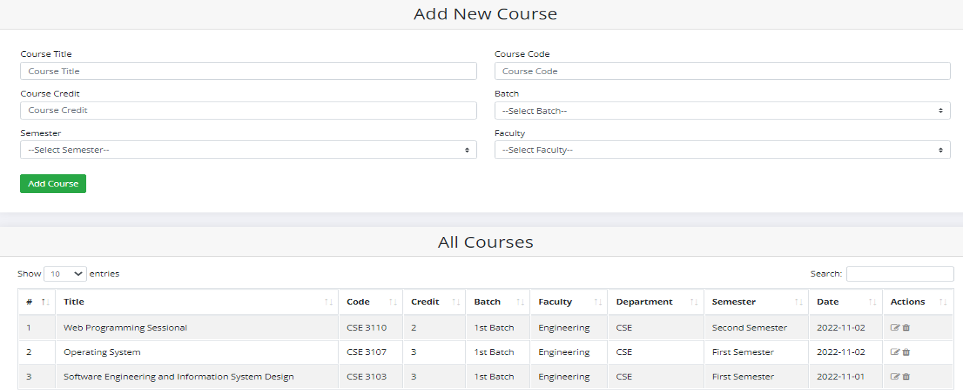 Add New Course
Course Title Course Code
Course Title Course Code
Course Credit Batch
Course Credit --Select Batch--
Semester Faculty
--Select Semester-- --Select Faculty--
Add Course
All Courses
Show 10 entries Search:
# Title Code Credit Batch Faculty Department Semester Date Actions
1 Web Programming Sessional CSE 3110 2 1st Batch Engineering CSE Second Semester 2022-11-02
2 Operating System CSE 3107 3 1st Batch Engineering CSE First Semester 2022-11-02
3 Software Engineering and Information System Design CSE 3103 3 1st Batch Engineering CSE First Semester 2022-11-01